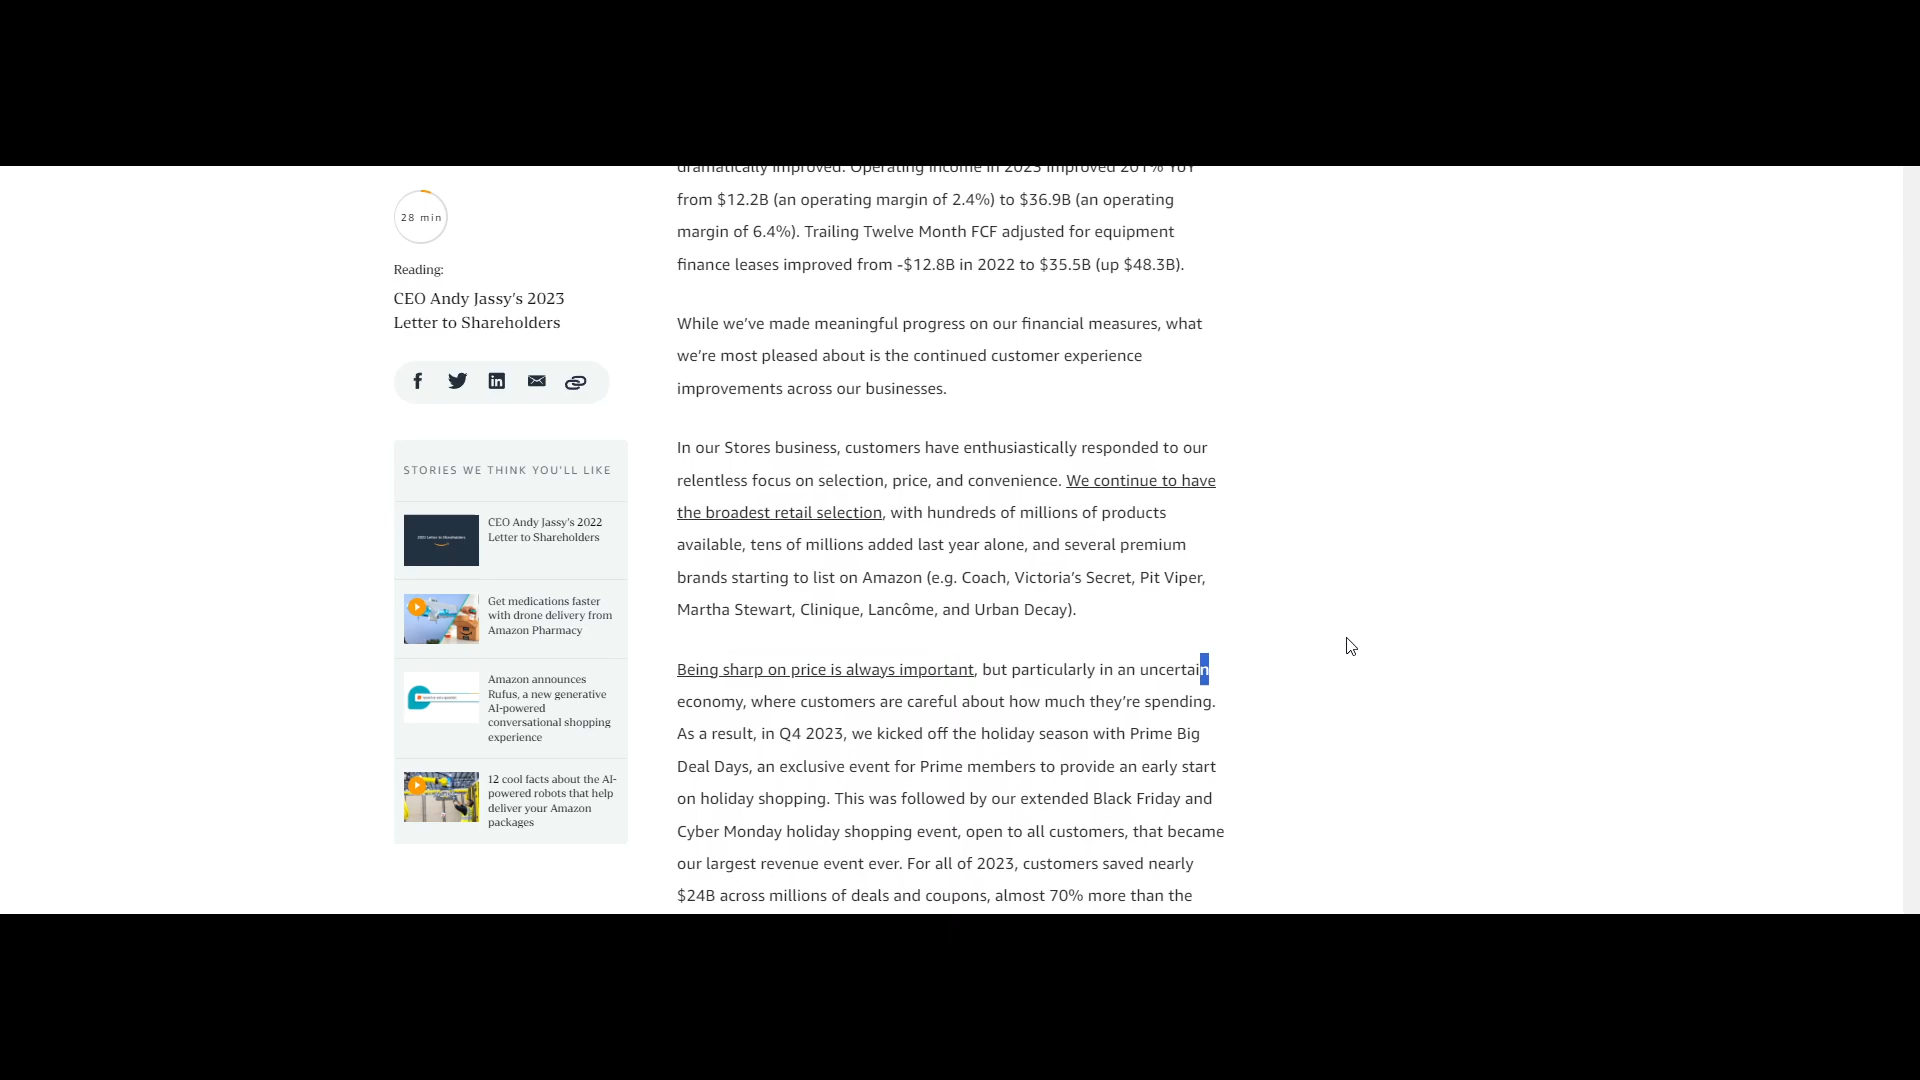 dramatically improved. Operating income in 2023 improved 201% YoY
from $12.2B (an operating margin of 2.4%) to $36.9B (an operating
margin of 6.4%). Trailing Twelve Month FCF adjusted for equipment
finance leases improved from -$12.8B in 2022 to $35.5B (up $48.3B).
While we’ve made meaningful progress on our financial measures, what
we’re most pleased about is the continued customer experience
improvements across our businesses.
In our Stores business, customers have enthusiastically responded to our
relentless focus on selection, price, and convenience. We continue to have
the broadest retail selection, with hundreds of millions of products
available, tens of millions added last year alone, and several premium
brands starting to list on Amazon (e.g. Coach, Victoria’s Secret, Pit Viper,
Martha Stewart, Clinique, Lancôme, and Urban Decay).
Being sharp on price is always important, but particularly in an uncertain
economy, where customers are careful about how much they’re spending.
As a result, in Q4 2023, we kicked off the holiday season with Prime Big
Deal Days, an exclusive event for Prime members to provide an early start
on holiday shopping. This was followed by our extended Black Friday and
Cyber Monday holiday shopping event, open to all customers, that became
our largest revenue event ever. For all of 2023, customers saved nearly
$24B across millions of deals and coupons, almost 70% more than the
28 min
Reading:
CEO Andy Jassy’s 2023
Letter to Shareholders
STORIES WE THINK YOU'LL LIKE
CEO Andy Jassy’s 2022
Letter to Shareholders
Get medications faster
with drone delivery from
Amazon Pharmacy
Amazon announces
Rufus, a new generative
AI-powered
conversational shopping
experience
12 cool facts about the AI-
powered robots that help
deliver your Amazon
packages